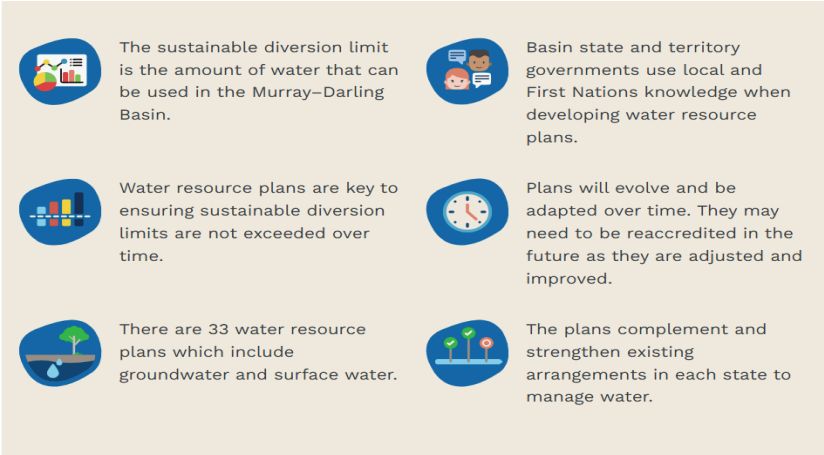 The sustainable diversion limit
is the amount of water that can
be used in the Murray–Darling
Basin.
Basin state and territory
governments use local and
First Nations knowledge when
developing water resource
plans.
Water resource plans are key to
ensuring sustainable diversion
limits are not exceeded over
time.
Plans will evolve and be
adapted over time. They may
need to be reaccredited in the
future as they are adjusted and
improved.
There are 33 water resource
plans which include
groundwater and surface water.
The plans complement and
strengthen existing
arrangements in each state to
manage water.